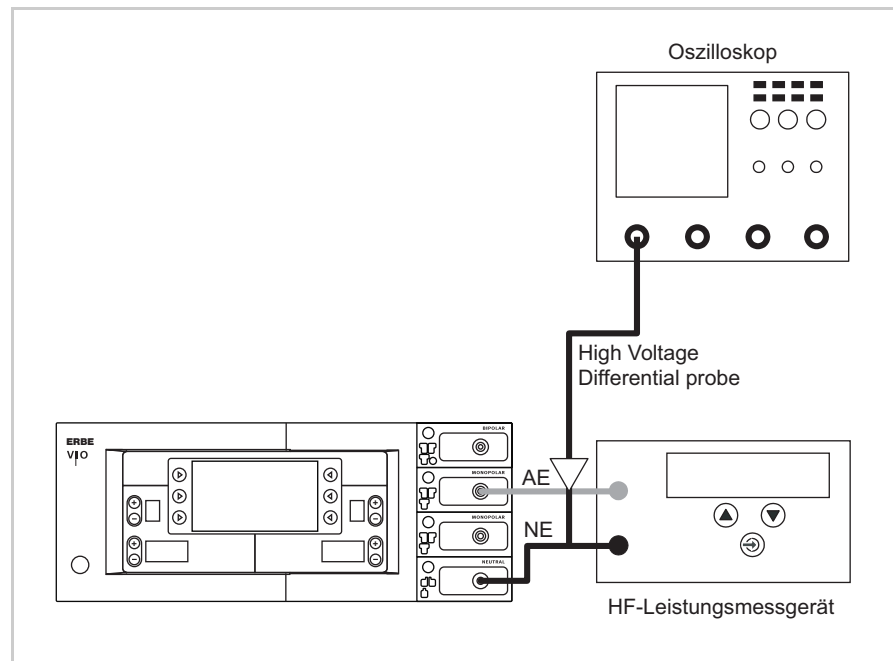 Oszilloskop
High Voltage
Differential probe
ERBE
VIO
BIPOLAR
MONOPOLAR
AE
MONOPOLAR
NE
NEUTRAL
HF-Leistungsmessgerät